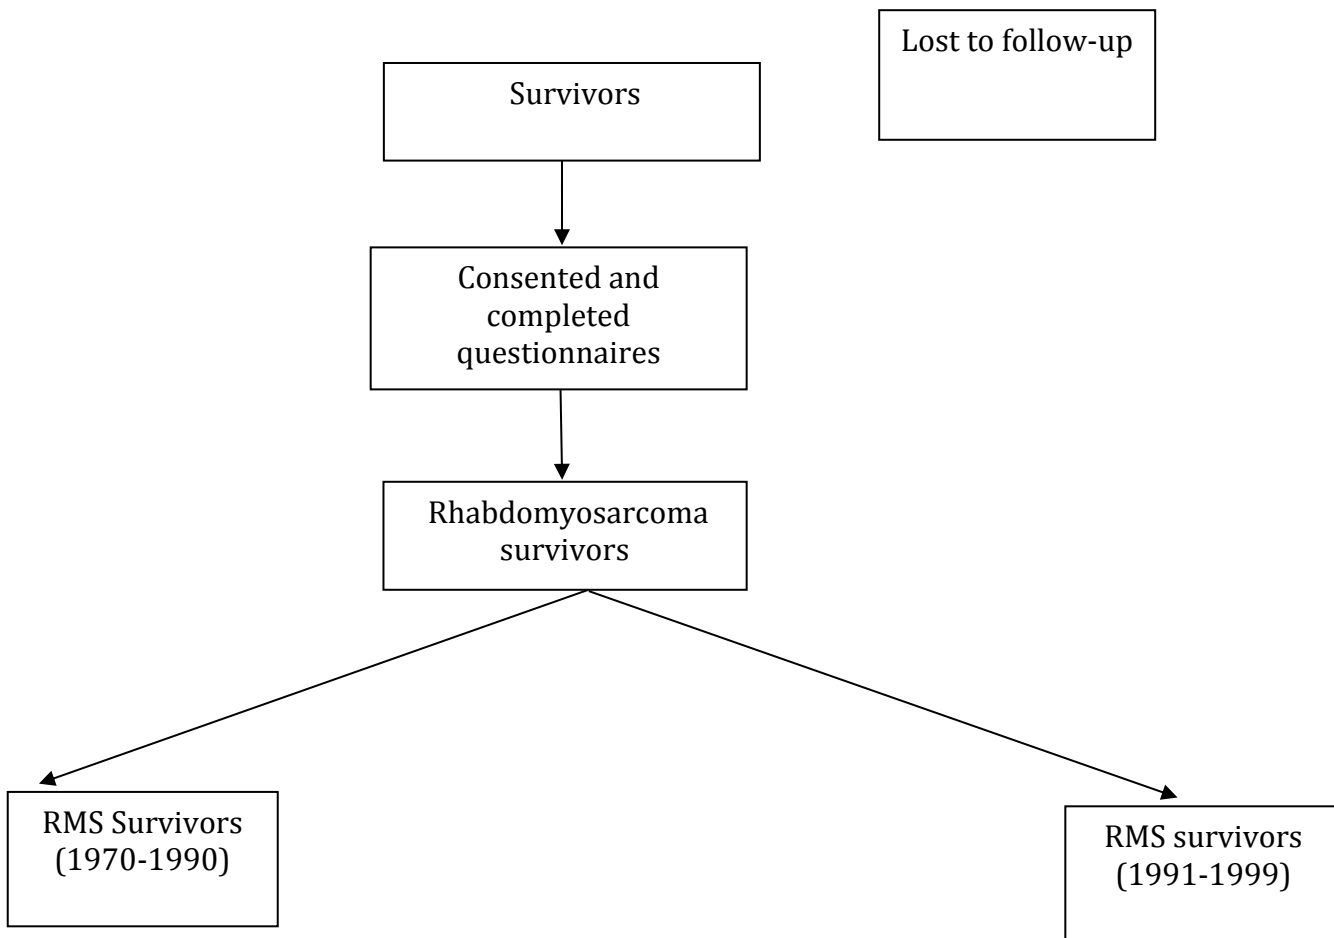 Lost to follow-up
Survivors
Consented and
completed
questionnaires
Rhabdomyosarcoma
survivors
RMS Survivors
(1970-1990)
RMS survivors
(1991-1999)